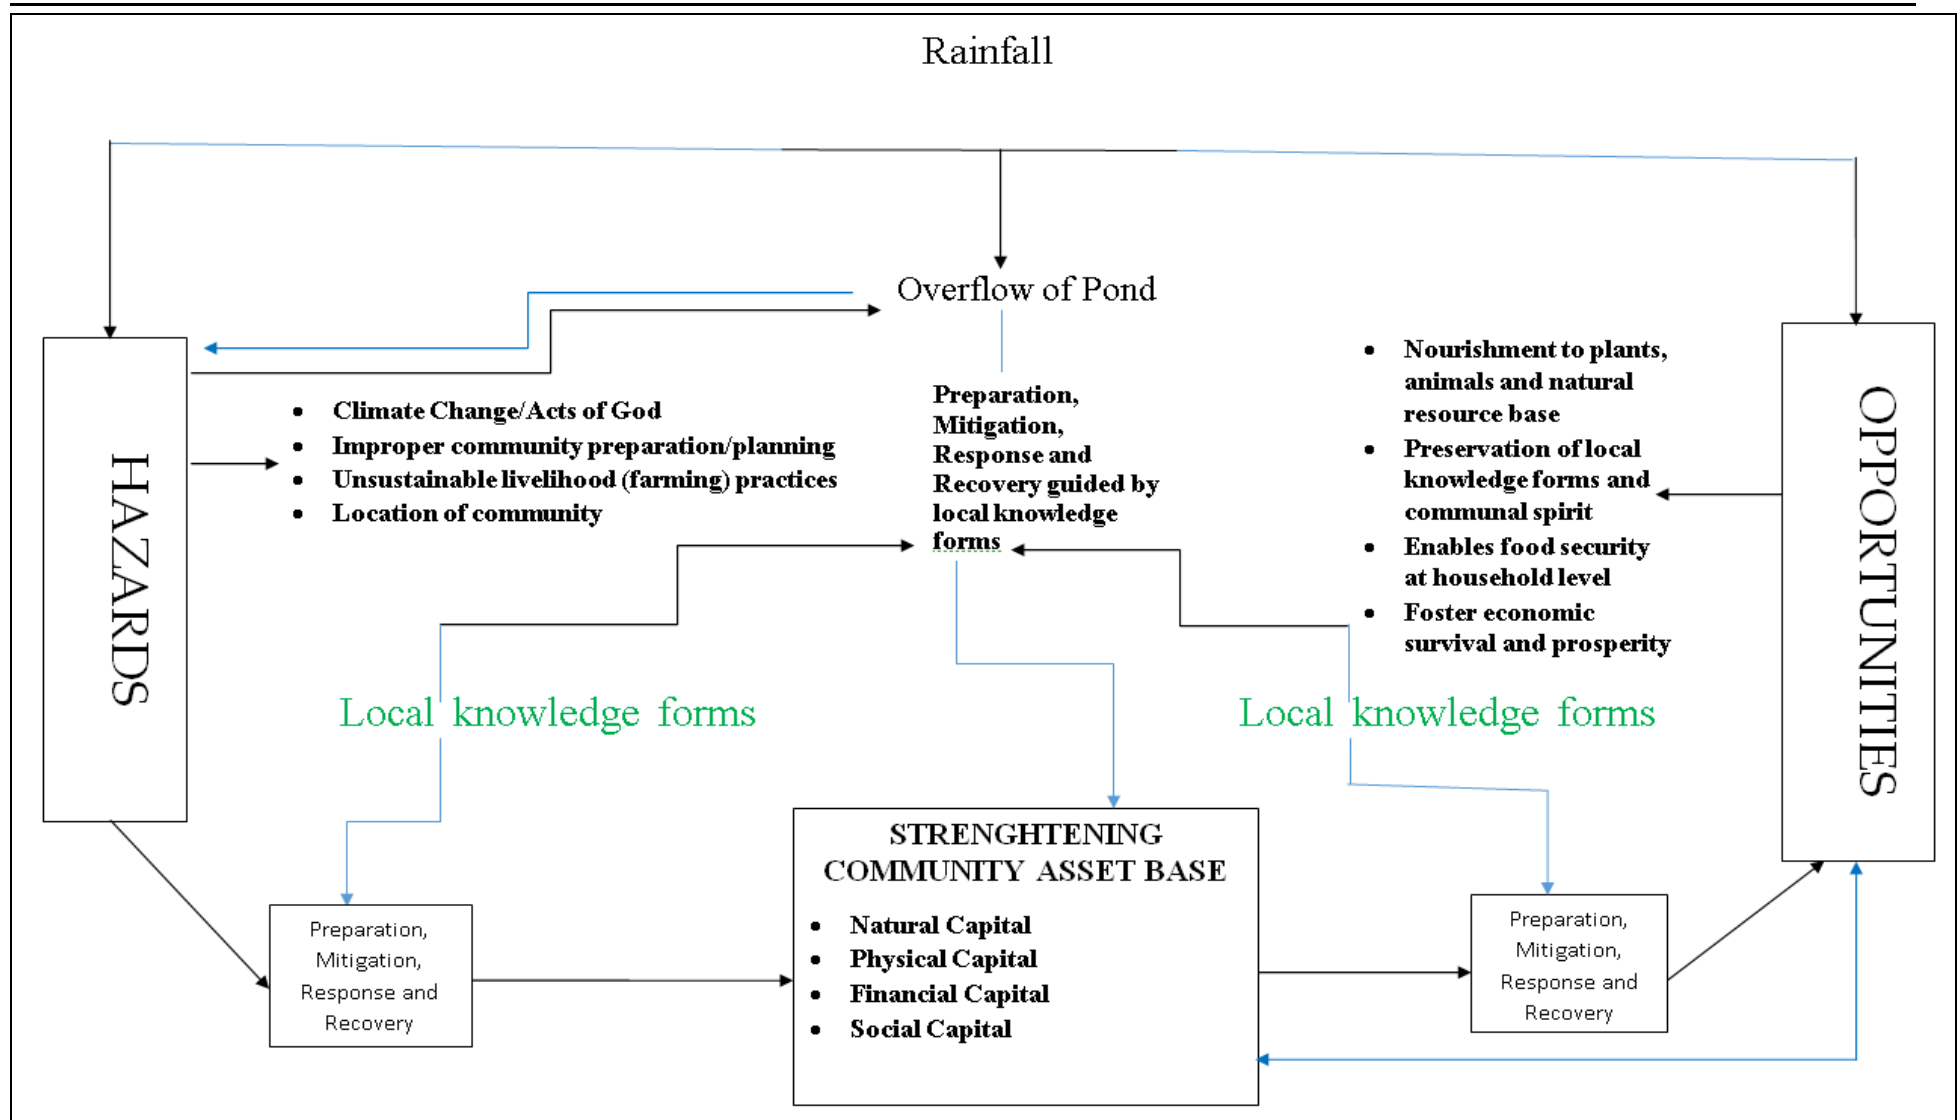 Rainfall
Overflow of Pond
HAZARDS
• Climate Change/Acts of God
• Improper community preparation/planning
• Unsustainable livelihood (farming) practices
• Location of community
Preparation,
Mitigation,
Response and
Recovery guided by
local knowledge
forms
• Nourishment to plants,
animals and natural
resource base
• Preservation of local
knowledge forms and
communal spirit
• Enables food security
at household level
• Foster economic
survival and prosperity
OPPORTUNITIES
Local knowledge forms
Local knowledge forms
Preparation,
Mitigation,
Response and
Recovery
STRENGHTENING
COMMUNITY ASSET BASE
• Natural Capital
• Physical Capital
• Financial Capital
• Social Capital
Preparation,
Mitigation,
Response and
Recovery